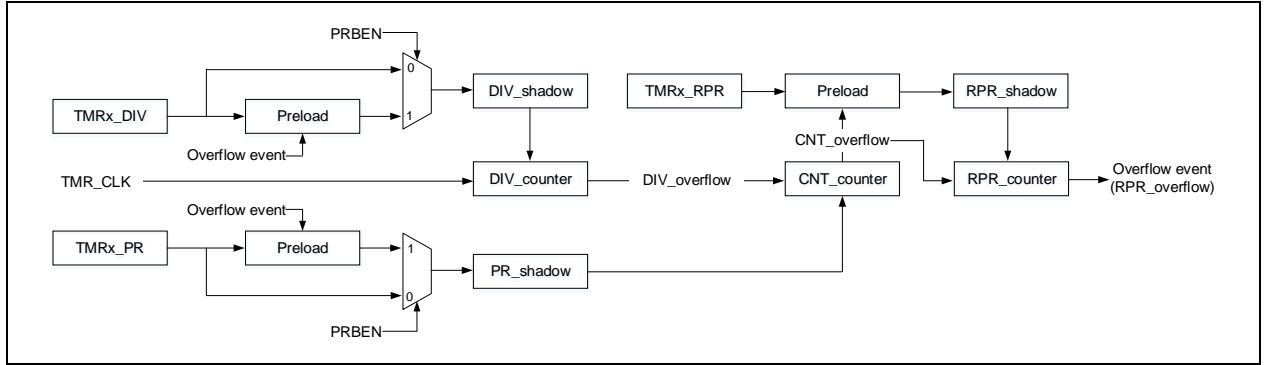 PRBEN
0
TMRx_DIV
Preload
1
DIV_shadow
TMRx_RPR
Preload
RPR_shadow
Overflow event
CNT_overflow
TMR_CLK
DIV_counter
DIV_overflow
CNT_counter
RPR_counter
Overflow event
(RPR_overflow)
Overflow event
TMRx_PR
Preload
1
PR_shadow
0
PRBEN